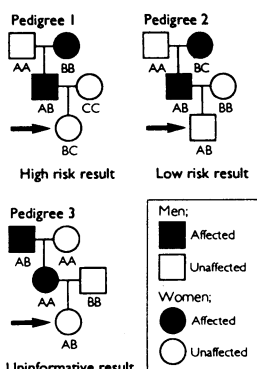 Pedigree 1
AA BB
AB CC
BC
High risk result
Pedigree 2
AA BC
AB BB
AB
Low risk result
Pedigree 3
AB AA
AA BB
AB
Uninformative result
Men;
Affected
Unaffected
Women;
Affected
Unaffected